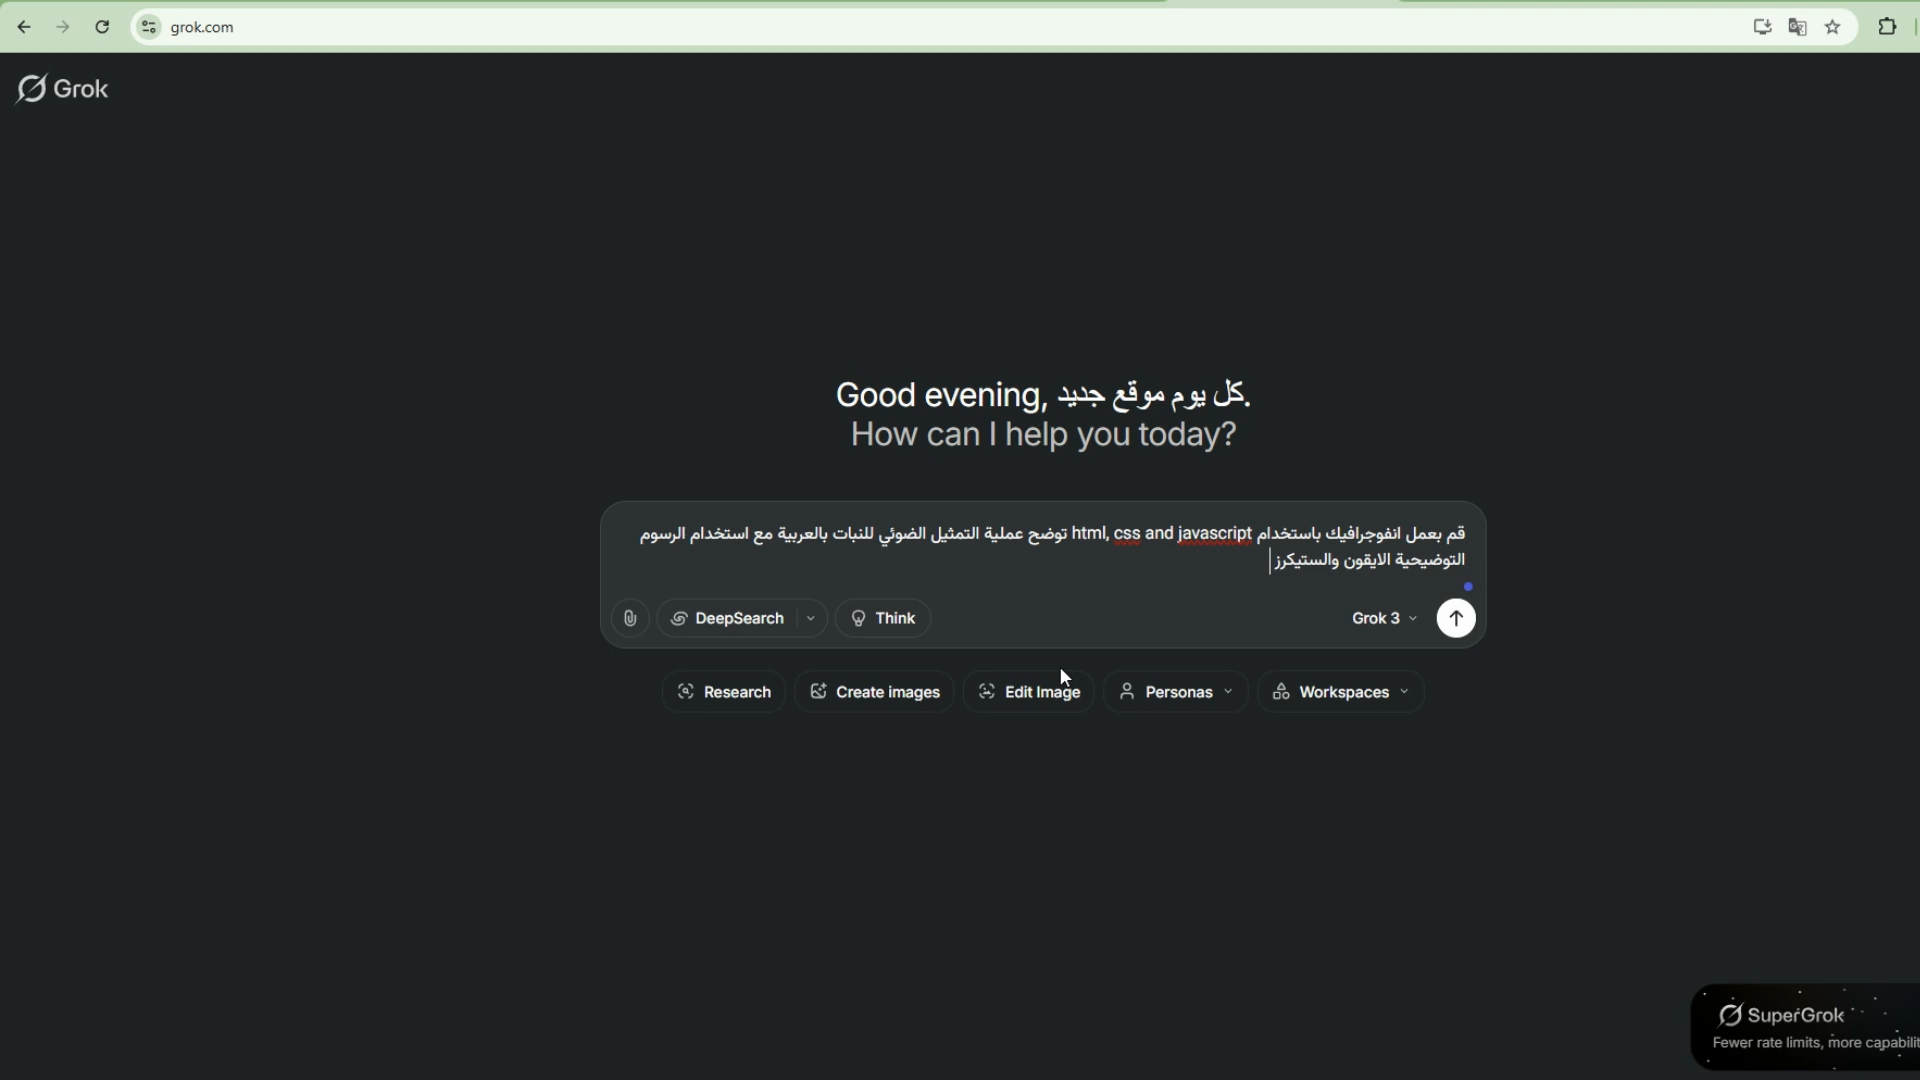 grok.com
Grok
Good evening, كل يوم موقع جديد.
How can I help you today?
قم بعمل انفوجرافيك باستخدام html, css and javascript توضح عملية التمثيل الضوئي للنبات بالعربية مع استخدام الرسوم
التوضيحية الايقون والستيكرز
DeepSearch
Think
Grok 3
Research
Create images
Edit Image
Personas
Workspaces
SuperGrok
Fewer rate limits, more